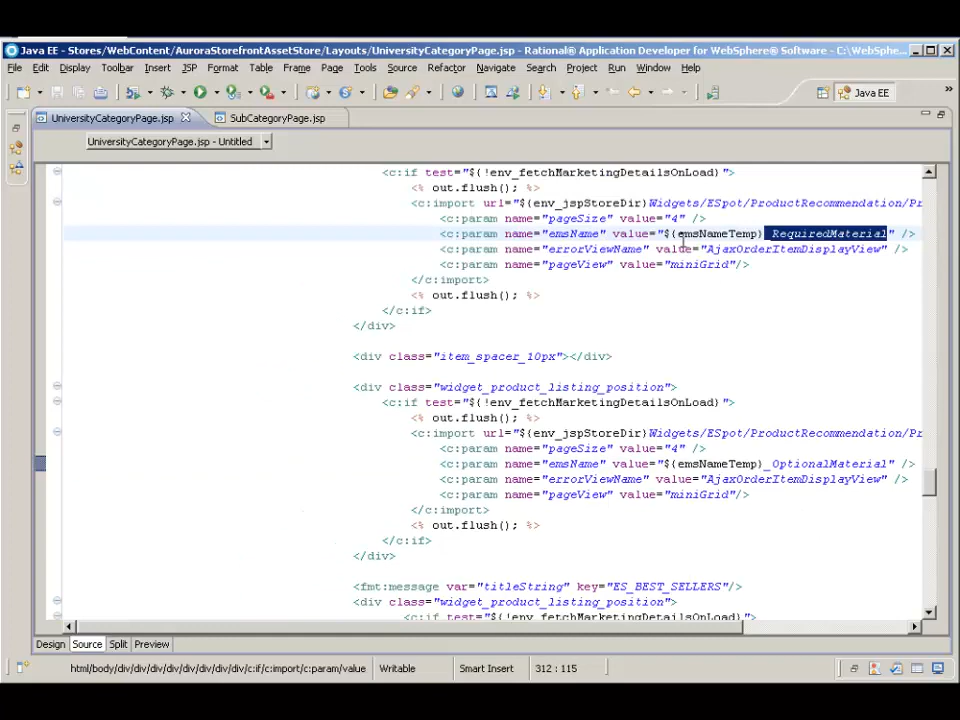 Java EE - Stores/WebContent/AuroraStorefrontAssetStore/Layouts/UniversityCategoryPage.jsp - Rational® Application Developer for WebSphere® Software - C:\WebSphe...
File Edit Display Toolbar Insert JSP Format Table Frame Page Tools Source Refactor Navigate Search Project Run Window Help
Java EE
UniversityCategoryPage.jsp SubCategoryPage.jsp
UniversityCategoryPage.jsp - Untitled
<c:if test="${!env_fetchMarketingDetailsOnLoad}">
<% out.flush(); %>
<c:import url="${env_jspStoreDir}Widgets/ESpot/ProductRecommendation/Pr
<c:param name="pageSize" value="4" />
<c:param name="emsName" value="${emsNameTemp}_RequiredMaterial" />
<c:param name="errorViewName" value="AjaxOrderItemDisplayView" />
<c:param name="pageView" value="miniGrid"/>
</c:import>
<% out.flush(); %>
</c:if>
</div>
<div class="item_spacer_10px"></div>
<div class="widget_product_listing_position">
<c:if test="${!env_fetchMarketingDetailsOnLoad}">
<% out.flush(); %>
<c:import url="${env_jspStoreDir}Widgets/ESpot/ProductRecommendation/Pr
<c:param name="pageSize" value="4" />
<c:param name="emsName" value="${emsNameTemp}_OptionalMaterial" />
<c:param name="errorViewName" value="AjaxOrderItemDisplayView" />
<c:param name="pageView" value="miniGrid"/>
</c:import>
<% out.flush(); %>
</c:if>
</div>
<fmt:message var="titleString" key="ES_BEST_SELLERS"/>
<div class="widget_product_listing_position">
<c:if test="${!env_fetchMarketingDetailsOnLoad}">
Design Source Split Preview
html/body/div/div/div/div/div/div/div/div/c:if/c:import/c:param/value Writable Smart Insert 312 : 115